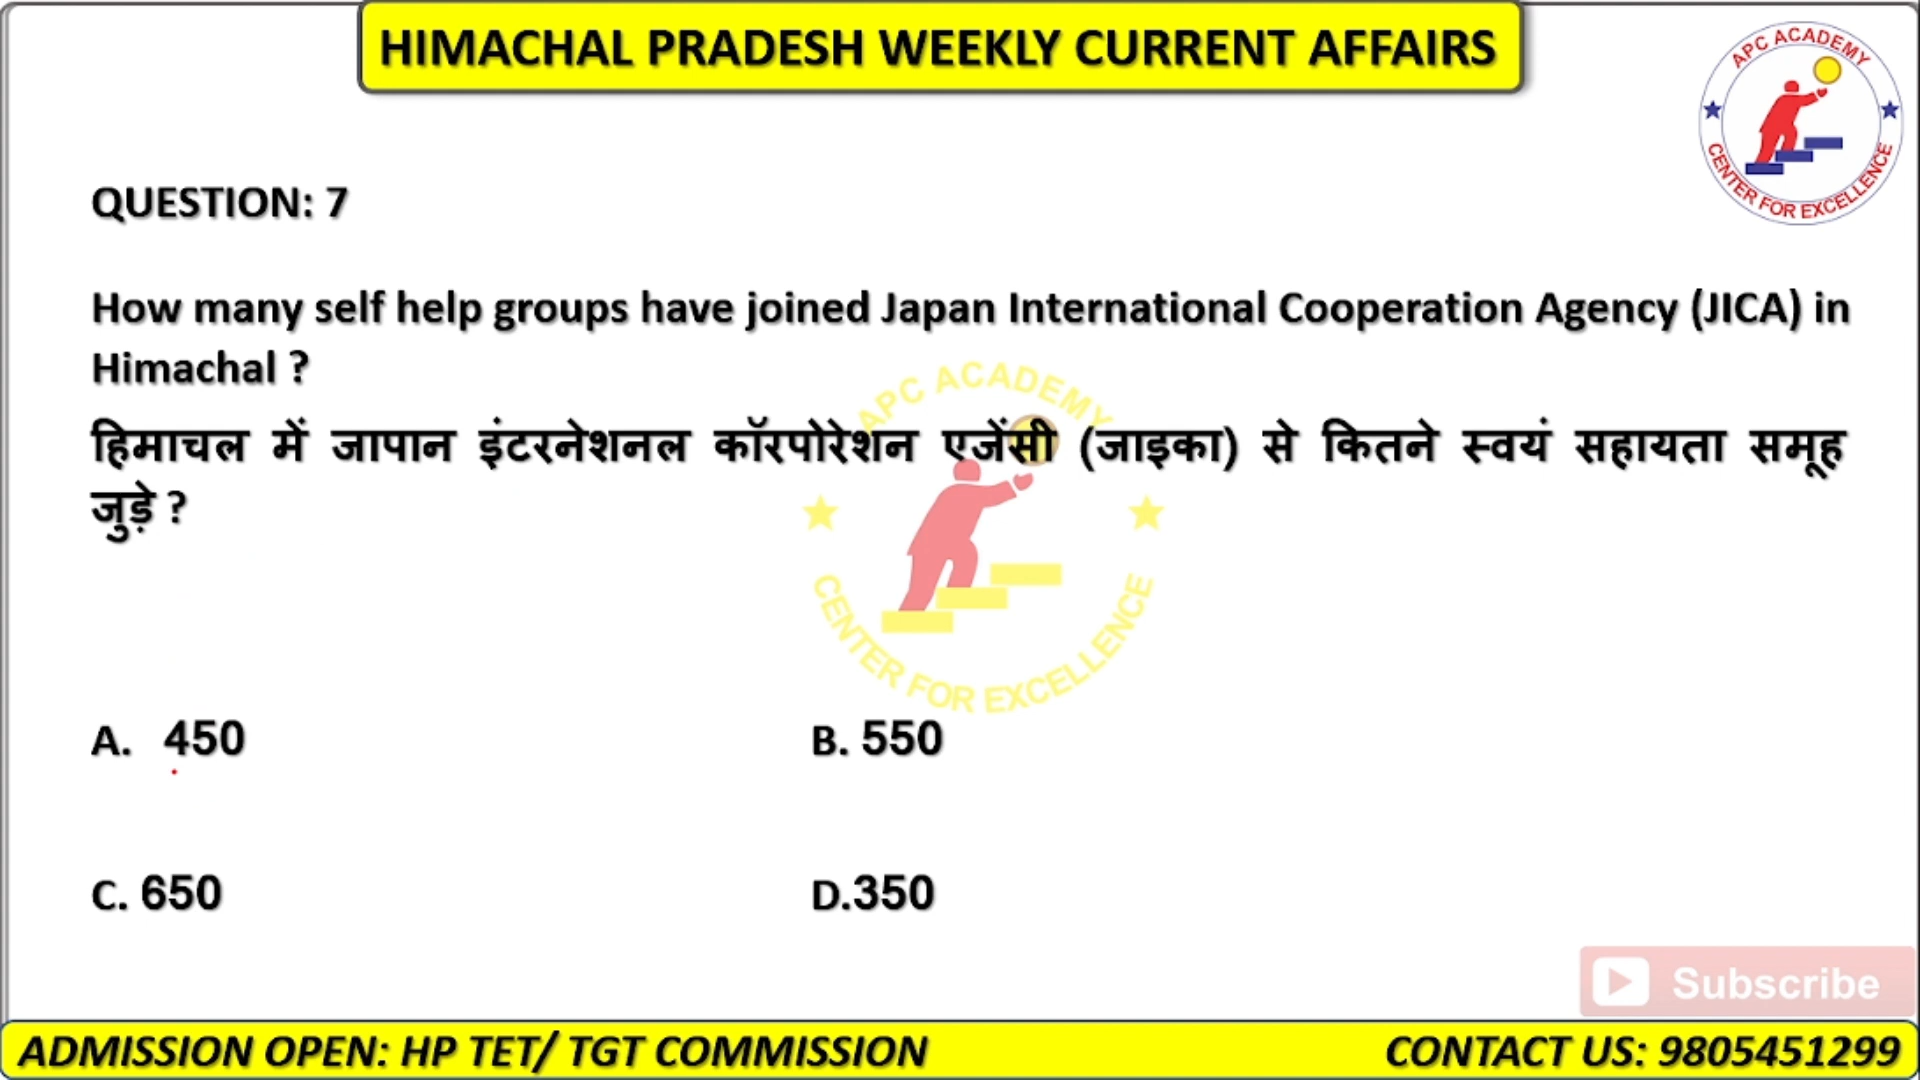 HIMACHAL PRADESH WEEKLY CURRENT AFFAIRS
APC ACADEMY
CENTER FOR EXCELLENCE
QUESTION: 7
How many self help groups have joined Japan International Cooperation Agency (JICA) in
Himachal ?
हिमाचल में जापान इंटरनेशनल कॉरपोरेशन एजेंसी (जाइका) से कितने स्वयं सहायता समूह
जुड़े ?
APC ACADEMY
CENTER FOR EXCELLENCE
A. 450
B. 550
C. 650
D.350
Subscribe
ADMISSION OPEN: HP TET/ TGT COMMISSION
CONTACT US: 9805451299